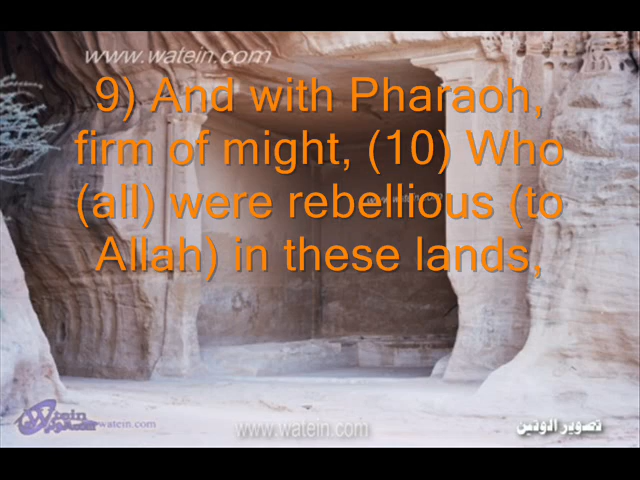 www.watein.com
9) And with Pharaoh,
firm of might, (10) Who
(all) were rebellious (to
Allah) in these lands,
watein.com
www.watein.com
تصوير الوتين